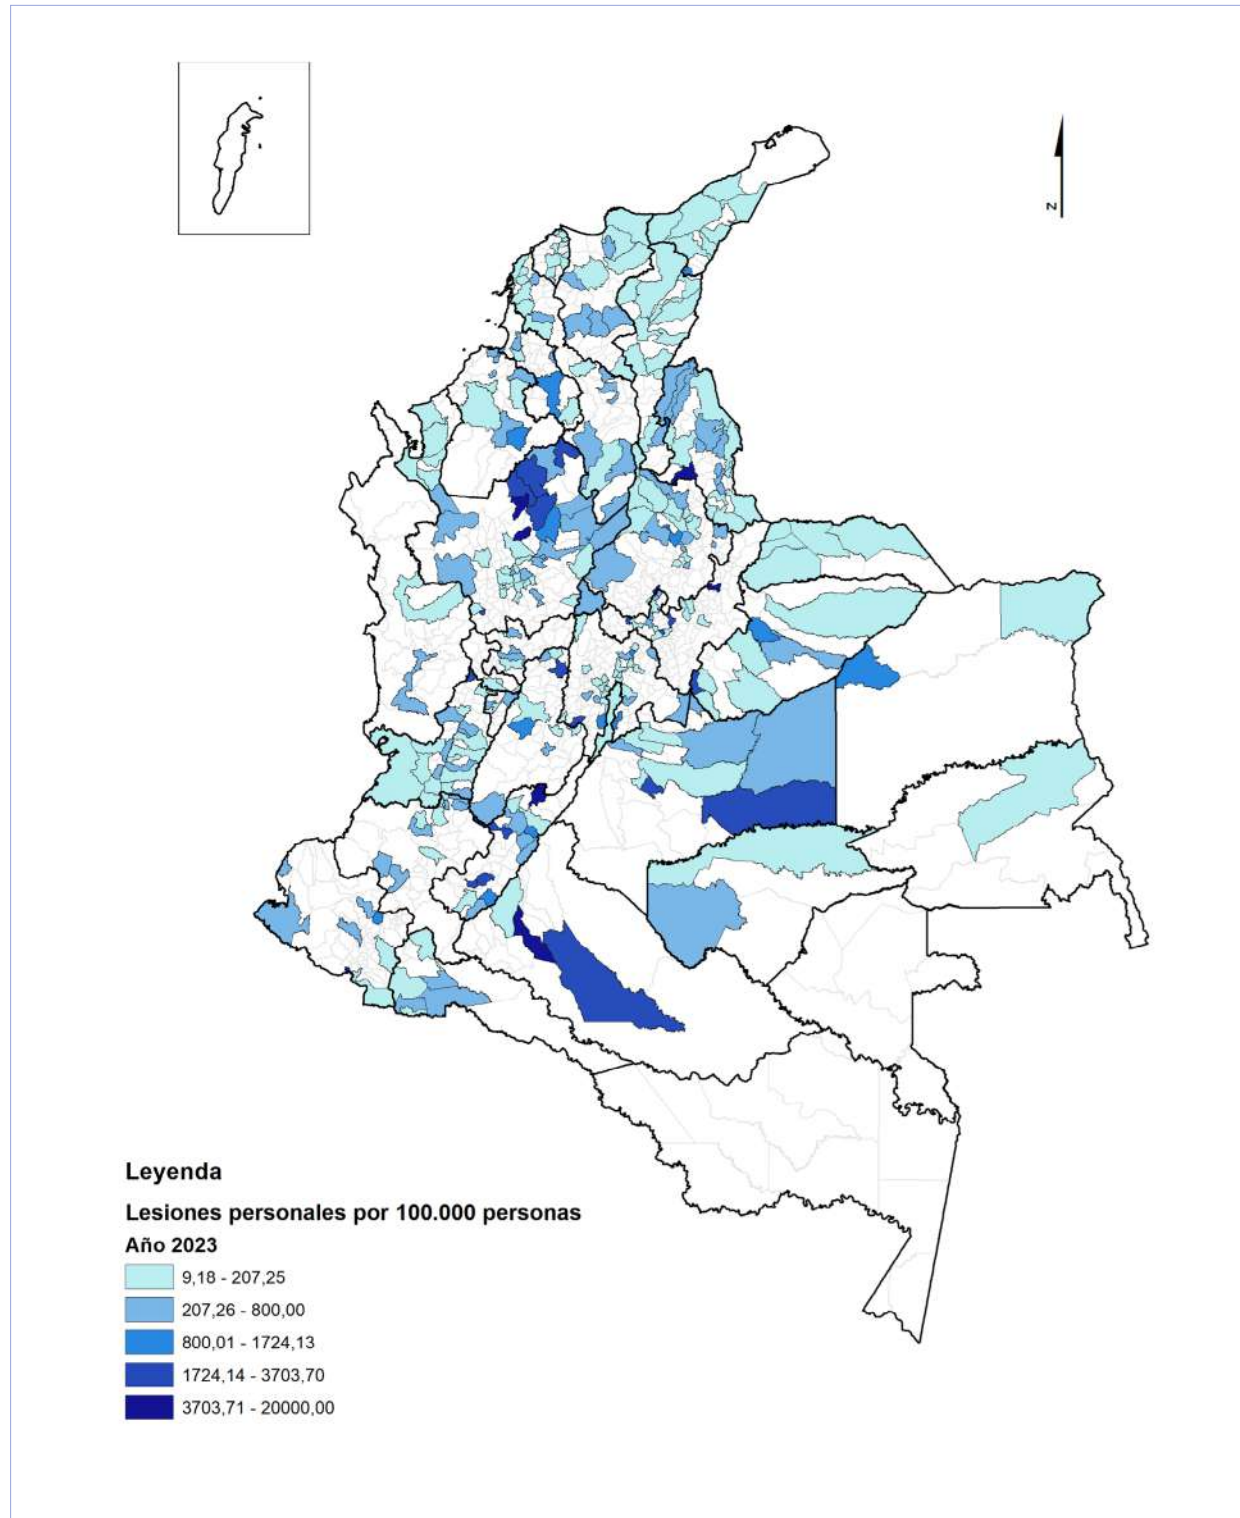 N
Leyenda
Lesiones personales por 100.000 personas
Año 2023
9,18 - 207,25
207,26 - 800,00
800,01 - 1724,13
1724,14 - 3703,70
3703,71 - 20000,00